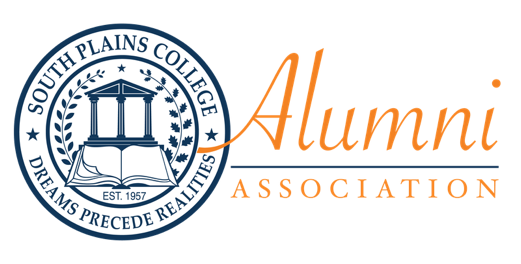 SOUTH PLAINS COLLEGE
EST. 1957
DREAMS PRECEDE REALITIES
Alumni
ASSOCIATION